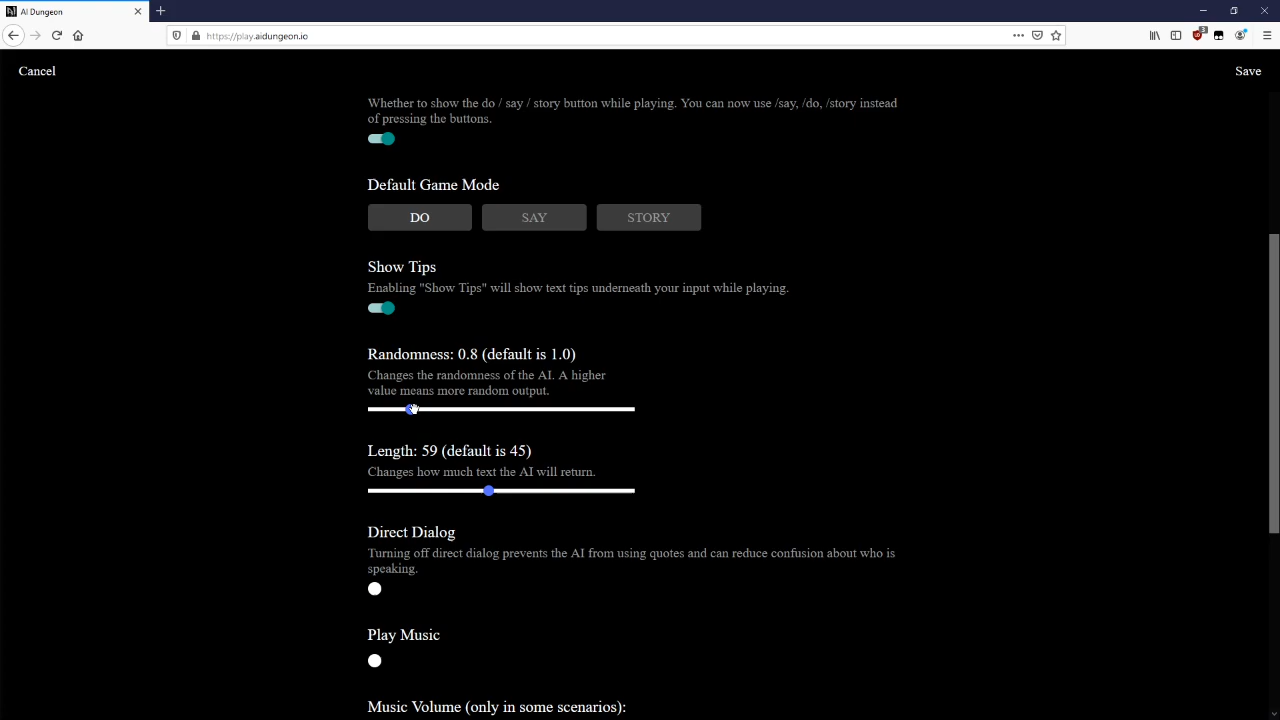 AI Dungeon
https://play.aidungeon.io
3
Cancel
Save
Whether to show the do / say / story button while playing. You can now use /say, /do, /story instead
of pressing the buttons.
Default Game Mode
DO
SAY
STORY
Show Tips
Enabling "Show Tips" will show text tips underneath your input while playing.
Randomness: 0.8 (default is 1.0)
Changes the randomness of the AI. A higher
value means more random output.
Length: 59 (default is 45)
Changes how much text the AI will return.
Direct Dialog
Turning off direct dialog prevents the AI from using quotes and can reduce confusion about who is
speaking.
Play Music
Music Volume (only in some scenarios):